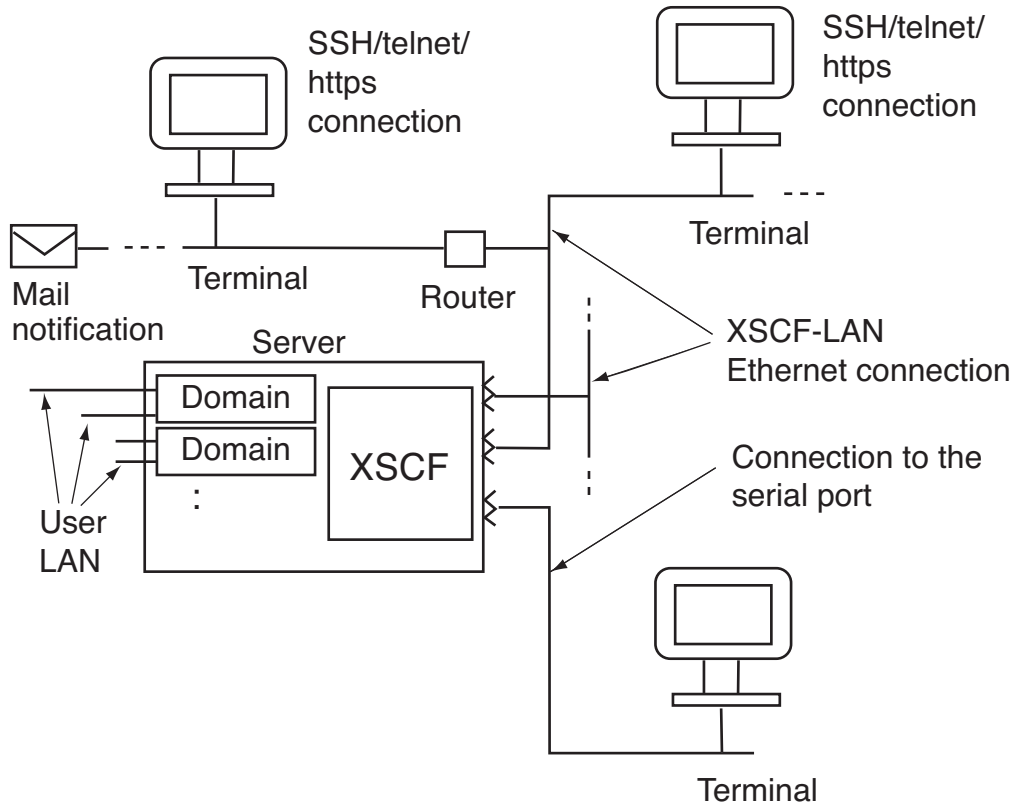 SSH/telnet/
https
connection
SSH/telnet/
https
connection
Terminal
Terminal
Mail
notification
Router
Server
XSCF-LAN
Ethernet connection
Domain
Domain
XSCF
:
User
LAN
Connection to the
serial port
Terminal